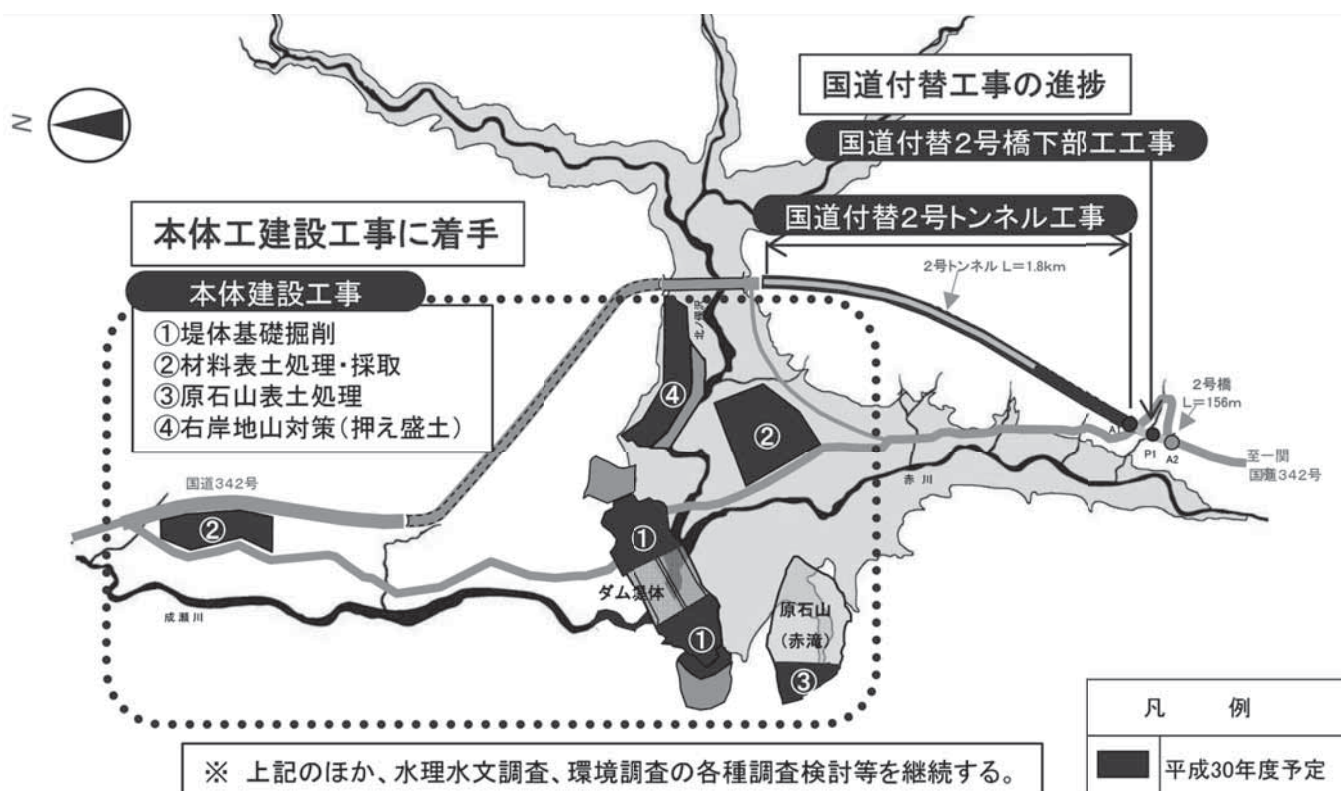 N
国道付替工事の進捗
国道付替2号橋下部工工事
国道付替2号トンネル工事
2号トンネル L=1.8km
本体工建設工事に着手
本体建設工事
①堤体基礎掘削
②材料表土処理・採取
③原石山表土処理
④右岸地山対策(押え盛土)
④
②
2号橋
L=156m
A1
P1
A2
至一関
342号
赤川
国道342号
②
①
ダム堤体
①
成瀬川
原石山
(赤滝)
③
※ 上記のほか、水理水文調査、環境調査の各種調査検討等を継続する。
凡 例
平成30年度予定